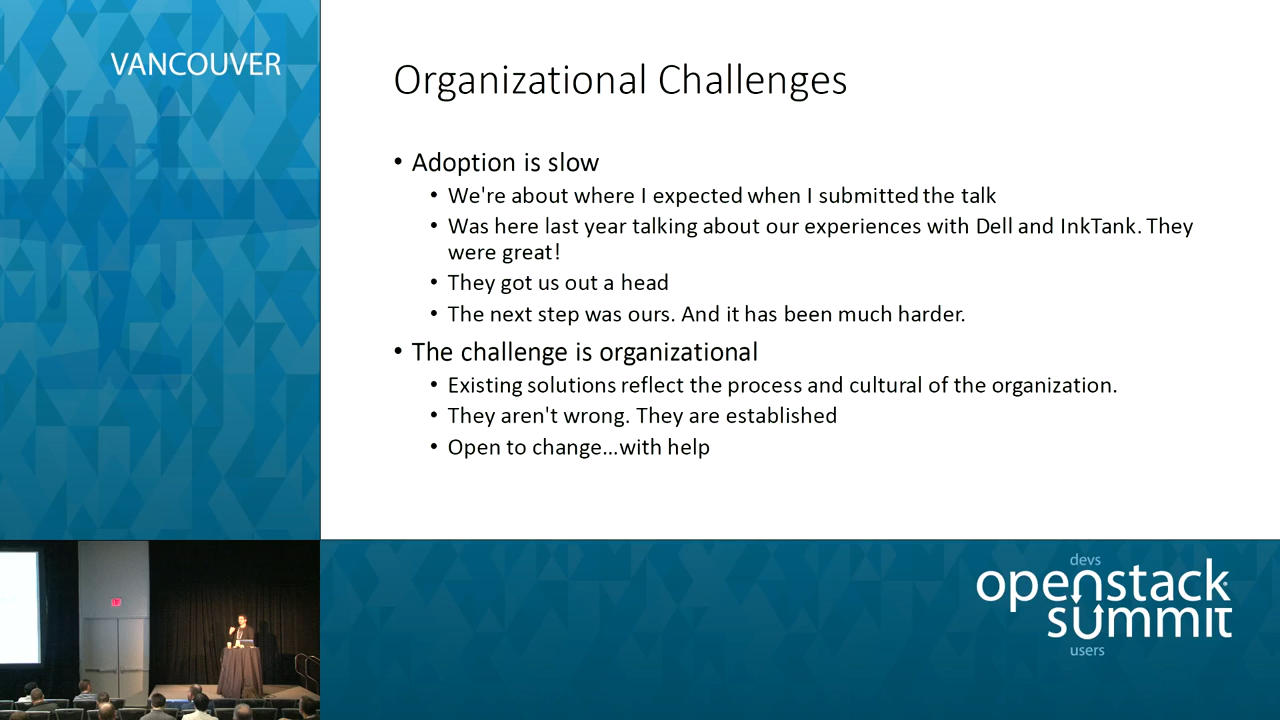 VANCOUVER
Organizational Challenges
• Adoption is slow
• We're about where I expected when I submitted the talk
• Was here last year talking about our experiences with Dell and InkTank. They
were great!
• They got us out a head
• The next step was ours. And it has been much harder.
• The challenge is organizational
• Existing solutions reflect the process and cultural of the organization.
• They aren't wrong. They are established
• Open to change...with help
devs
openstack
summit
users